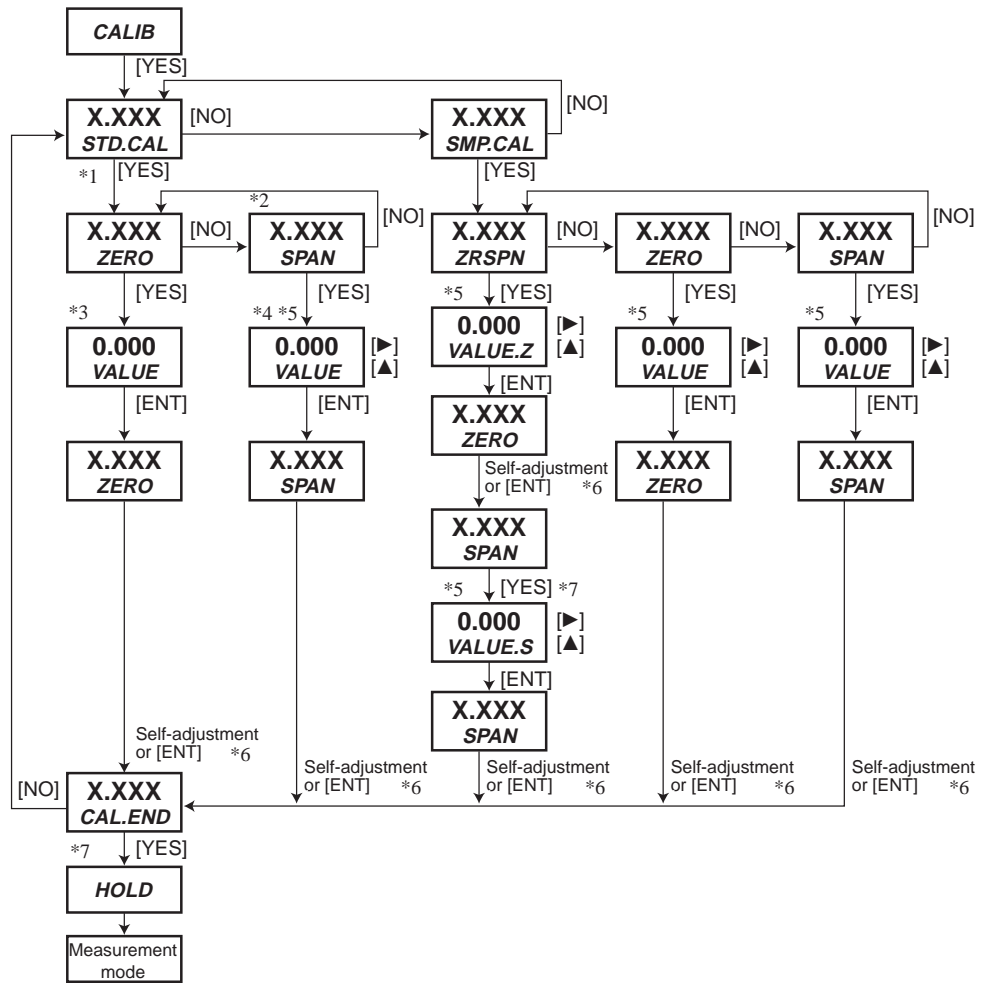 CALIB
[YES]
X.XXX
STD.CAL
[NO]
X.XXX
SMP.CAL
[NO]
*1
[YES]
[YES]
X.XXX
ZERO
[NO]
*2
X.XXX
SPAN
[NO]
X.XXX
ZRSPN
[NO]
X.XXX
ZERO
[NO]
X.XXX
SPAN
[NO]
*3
[YES]
*4 *5
[YES]
*5
[YES]
*5
[YES]
*5
[YES]
0.000
VALUE
0.000
VALUE
[►]
[▲]
0.000
VALUE.Z
[►]
[▲]
0.000
VALUE
[►]
[▲]
0.000
VALUE
[►]
[▲]
[ENT]
[ENT]
[ENT]
[ENT]
[ENT]
X.XXX
ZERO
X.XXX
SPAN
X.XXX
ZERO
X.XXX
ZERO
X.XXX
SPAN
Self-adjustment
or [ENT] *6
X.XXX
SPAN
*5
[YES] *7
0.000
VALUE.S
[►]
[▲]
[ENT]
X.XXX
SPAN
Self-adjustment
or [ENT] *6
Self-adjustment
or [ENT] *6
Self-adjustment
or [ENT] *6
Self-adjustment
or [ENT] *6
Self-adjustment
or [ENT] *6
[NO]
X.XXX
CAL.END
*7
[YES]
HOLD
Measurement
mode